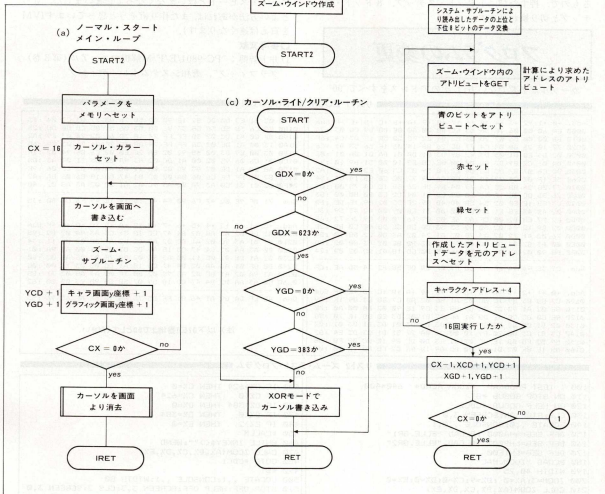 ズーム・ウインドウ作成
START2
(a) ノーマル・スタート
メイン・ループ
START2
パラメータを
メモリへセット
CX = 16
カーソル・カラー
セット
カーソルを画面へ
書き込む
ズーム・
サブルーチン
YCD + 1
YGD + 1
キャラ画面y座標 + 1
グラフィック画面y座標 + 1
CX = 0か
no
yes
カーソルを画面
より消去
IRET
(c) カーソル・ライト/クリア・ルーチン
START
GDX = 0か
yes
no
GDX = 623か
no
yes
YGD = 0か
yes
no
YGD = 383か
yes
no
XORモードで
カーソル書き込み
RET
システム・サブルーチンによ
り読み出したデータの上位と
下位8ビットのデータ交換
ズーム・ウインドウ内の
アトリビュートをGET
計算により求めた
アドレスのアトリ
ビュート
青のビットをアトリ
ビュートへセット
赤セット
緑セット
作成したアトリビュー
トデータを元のアドレ
スへセット
キャラクタ・アドレス + 4
16回実行したか
no
yes
CX − 1, XCD + 1, YCD + 1
XGD + 1, YGD + 1
CX = 0か
no
1
yes
RET